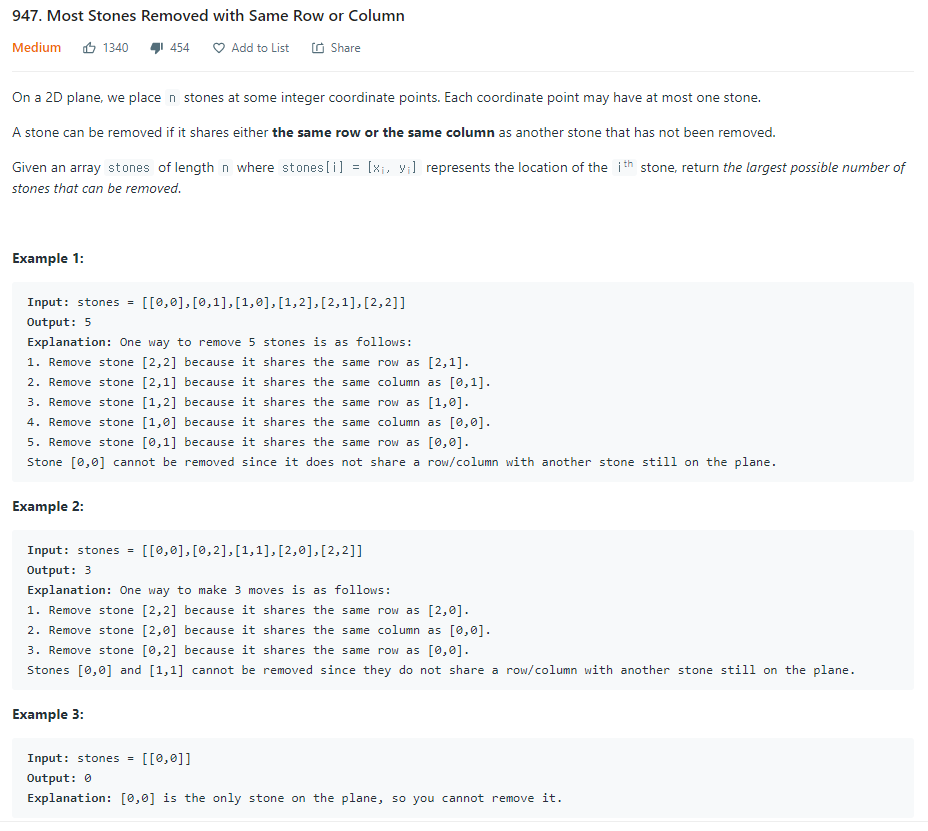 947. Most Stones Removed with Same Row or Column
Medium 1340 454 Add to List Share
On a 2D plane, we place n stones at some integer coordinate points. Each coordinate point may have at most one stone.
A stone can be removed if it shares either the same row or the same column as another stone that has not been removed.
Given an array stones of length n where stones[i] = [xᵢ, yᵢ] represents the location of the iᵗʰ stone, return the largest possible number of
stones that can be removed.
Example 1:
Input: stones = [[0,0],[0,1],[1,0],[1,2],[2,1],[2,2]]
Output: 5
Explanation: One way to remove 5 stones is as follows:
1. Remove stone [2,2] because it shares the same row as [2,1].
2. Remove stone [2,1] because it shares the same column as [0,1].
3. Remove stone [1,2] because it shares the same row as [1,0].
4. Remove stone [1,0] because it shares the same column as [0,0].
5. Remove stone [0,1] because it shares the same row as [0,0].
Stone [0,0] cannot be removed since it does not share a row/column with another stone still on the plane.
Example 2:
Input: stones = [[0,0],[0,2],[1,1],[2,0],[2,2]]
Output: 3
Explanation: One way to make 3 moves is as follows:
1. Remove stone [2,2] because it shares the same row as [2,0].
2. Remove stone [2,0] because it shares the same column as [0,0].
3. Remove stone [0,2] because it shares the same row as [0,0].
Stones [0,0] and [1,1] cannot be removed since they do not share a row/column with another stone still on the plane.
Example 3:
Input: stones = [[0,0]]
Output: 0
Explanation: [0,0] is the only stone on the plane, so you cannot remove it.